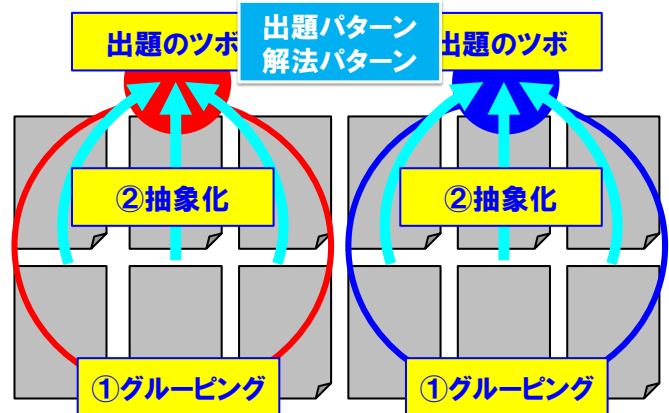 出題のツボ
出題パターン
解法パターン
出題のツボ
②抽象化
②抽象化
①グルーピング
①グルーピング